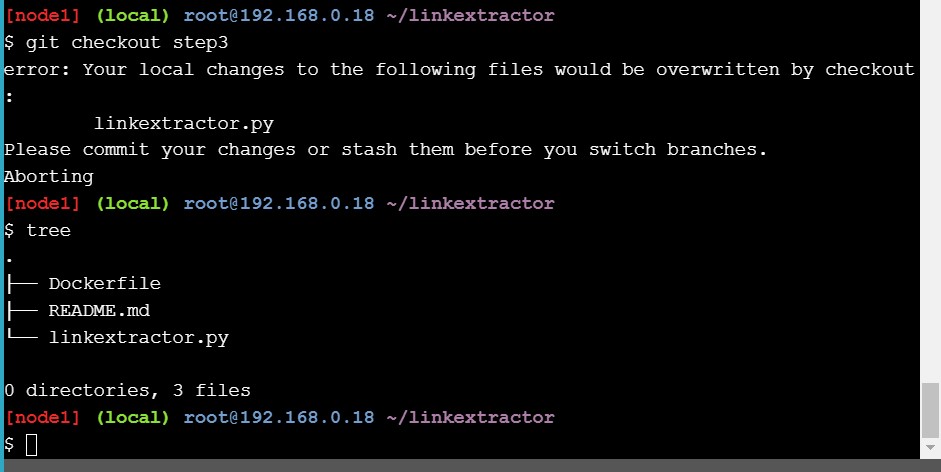 [node1] (local) root@192.168.0.18 ~/linkextractor
$ git checkout step3
error: Your local changes to the following files would be overwritten by checkout
:
        linkextractor.py
Please commit your changes or stash them before you switch branches.
Aborting
[node1] (local) root@192.168.0.18 ~/linkextractor
$ tree
.
├── Dockerfile
├── README.md
└── linkextractor.py

0 directories, 3 files
[node1] (local) root@192.168.0.18 ~/linkextractor
$